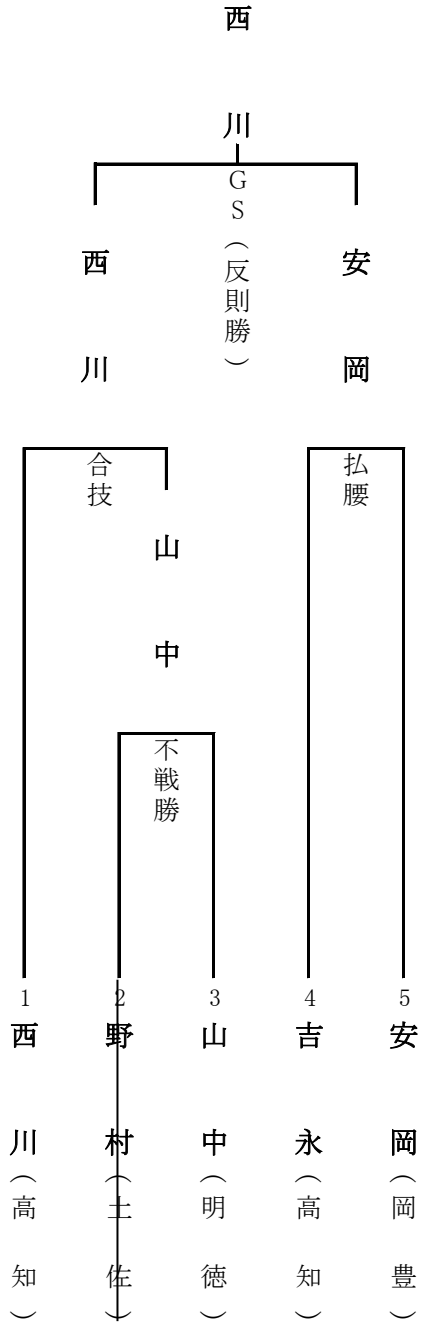 西川
GS（反則勝）
西川
安岡
合技
払腰
山中
不戦勝
1 西川（高知）
2 野村（土佐）
3 山中（明徳）
4 吉永（高知）
5 安岡（岡豊）